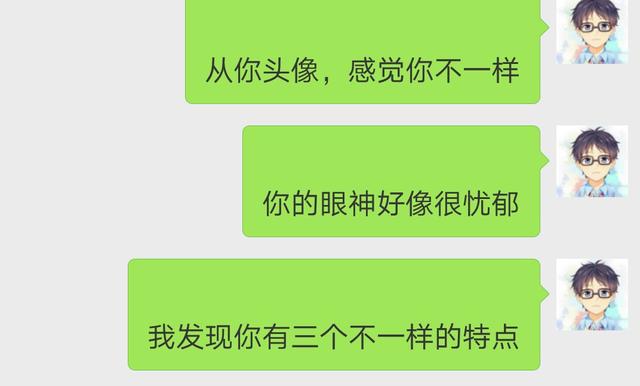 从你头像，感觉你不一样
你的眼神好像很忧郁
我发现你有三个不一样的特点